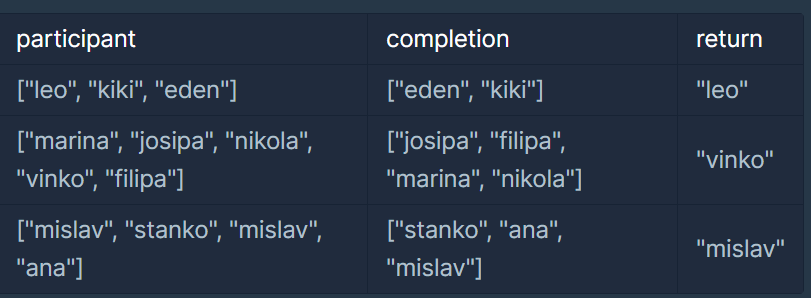 participant completion return
["leo", "kiki", "eden"] ["eden", "kiki"] "leo"
["marina", "josipa", "nikola",
"vinko", "filipa"]
["josipa", "filipa",
"marina", "nikola"]
"vinko"
["mislav", "stanko", "mislav",
"ana"]
["stanko", "ana",
"mislav"]
"mislav"